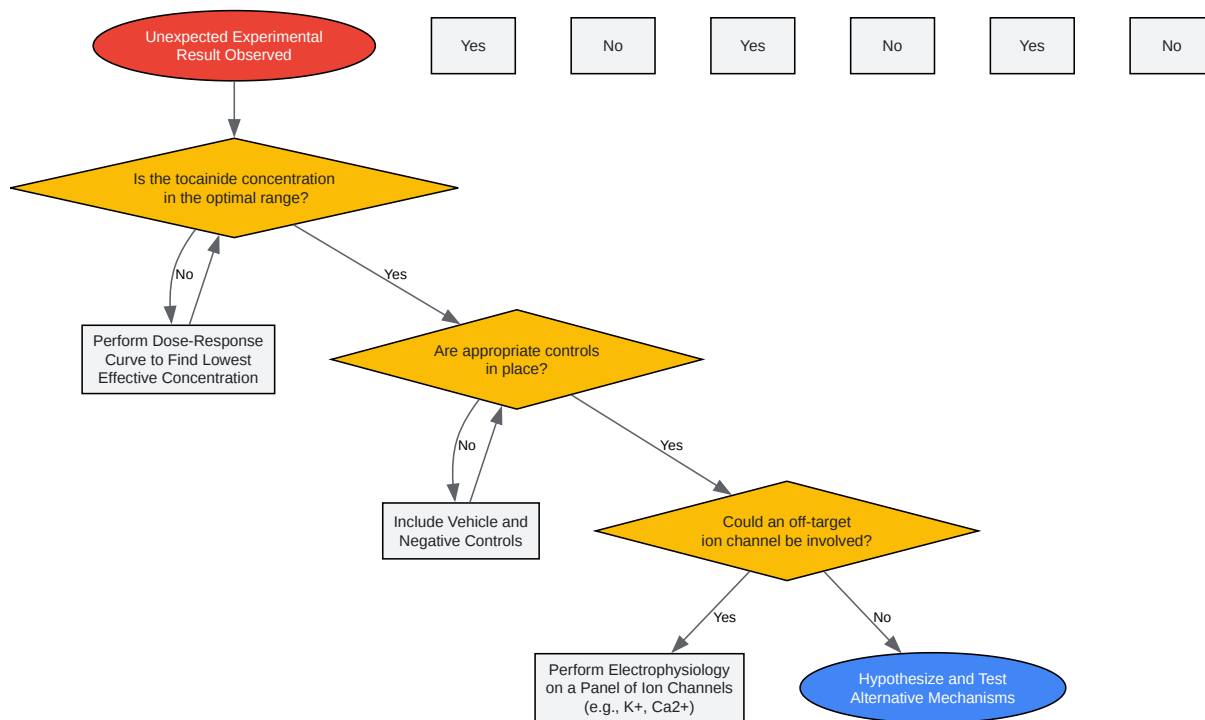 Unexpected Experimental
Result Observed
Yes
No
Yes
No
Yes
No
Is the tocainide concentration
in the optimal range?
No
Yes
Perform Dose-Response
Curve to Find Lowest
Effective Concentration
Are appropriate controls
in place?
No
Yes
Include Vehicle and
Negative Controls
Could an off-target
ion channel be involved?
Yes
No
Perform Electrophysiology
on a Panel of Ion Channels
(e.g., K+, Ca2+)
Hypothesize and Test
Alternative Mechanisms